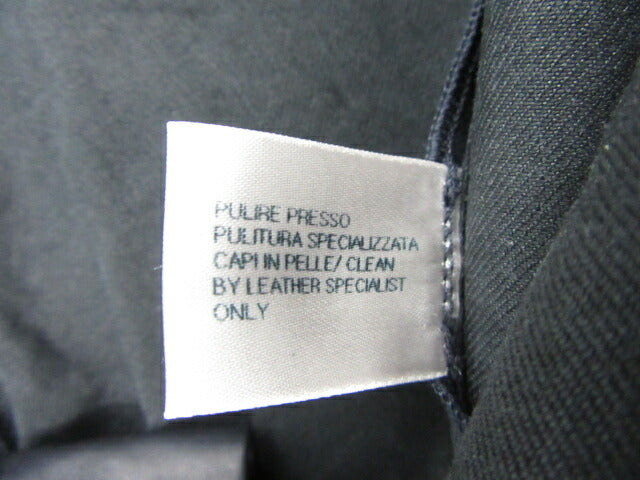 PULIRE PRESSO
PULITURA SPECIALIZZATA
CAPI IN PELLE/ CLEAN
BY LEATHER SPECIALIST
ONLY